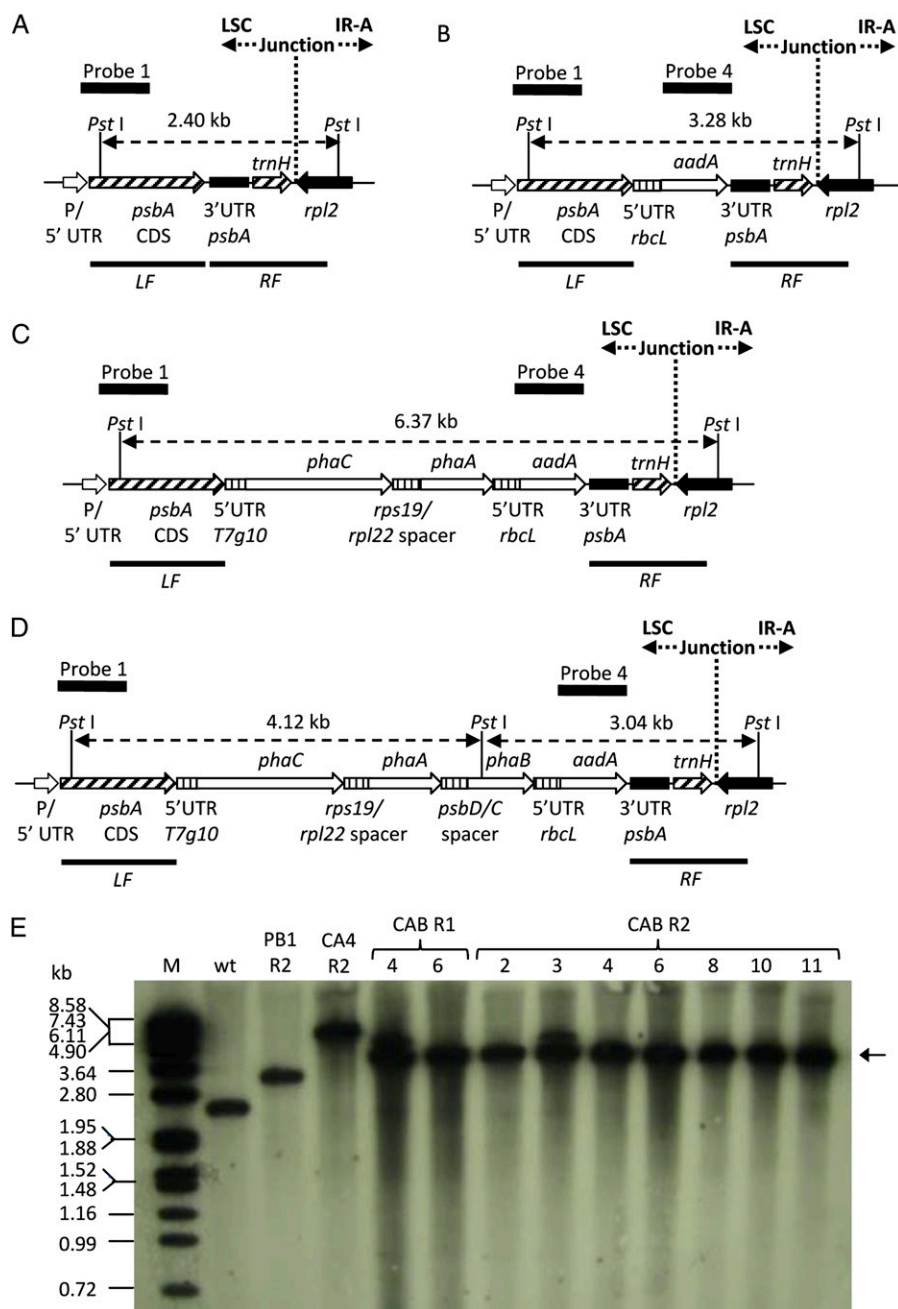 A
LSC IR-A
Junction
Probe 1
Pst I 2.40 kb Pst I
trnH
P/ psbA 3'UTR rpl2
5' UTR CDS psbA
LF RF
B
LSC IR-A
Junction
Probe 1 Probe 4
Pst I 3.28 kb Pst I
aadA trnH
P/ psbA 5'UTR 3'UTR rpl2
5' UTR CDS rbcL psbA
LF RF
C
LSC IR-A
Junction
Probe 1 Probe 4
Pst I 6.37 kb Pst I
phaC phaA aadA trnH
P/ psbA 5'UTR rps19/ 5'UTR 3'UTR rpl2
5' UTR CDS T7g10 rpl22 spacer rbcL psbA
LF RF
D
LSC IR-A
Junction
Probe 1 Probe 4
Pst I 4.12 kb Pst I 3.04 kb Pst I
phaC phaA phaB aadA trnH
P/ psbA 5'UTR rps19/ psbD/C 5'UTR 3'UTR rpl2
5' UTR CDS T7g10 rpl22 spacer spacer rbcL psbA
LF RF
E
PB1 CA4 CAB R1 CAB R2
kb M wt R2 R2 4 6 2 3 4 6 8 10 11
8.58
7.43
6.11
4.90
3.64
2.80
1.95
1.88
1.52
1.48
1.16
0.99
0.72